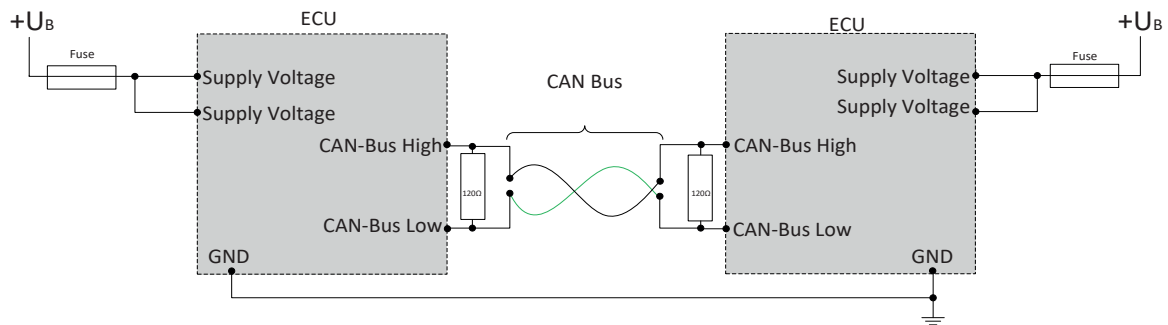 ECU
ECU
+UB
+UB
Fuse
Fuse
Supply Voltage
Supply Voltage
Supply Voltage
Supply Voltage
CAN Bus
CAN-Bus High
CAN-Bus High
120Ω
120Ω
CAN-Bus Low
CAN-Bus Low
GND
GND